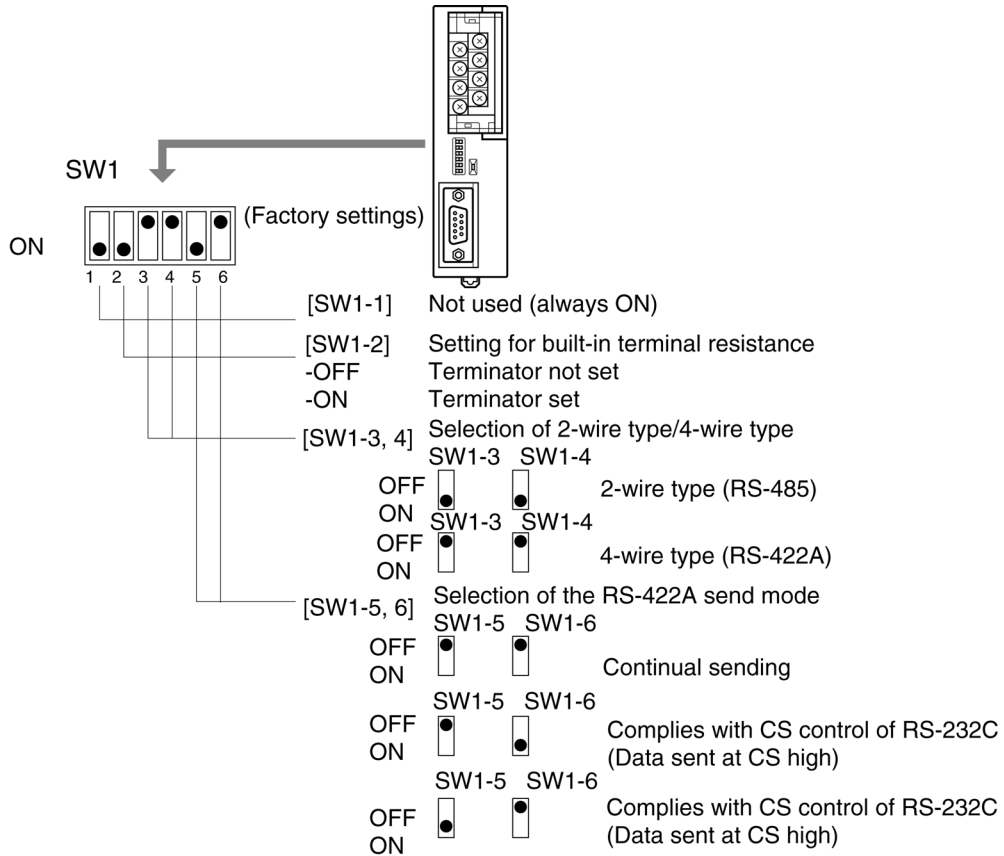 SW1
(Factory settings)
ON
1 2 3 4 5 6
[SW1-1] Not used (always ON)
[SW1-2] Setting for built-in terminal resistance
-OFF Terminator not set
-ON Terminator set
[SW1-3, 4] Selection of 2-wire type/4-wire type
SW1-3 SW1-4
OFF
ON
2-wire type (RS-485)
SW1-3 SW1-4
OFF
ON
4-wire type (RS-422A)
[SW1-5, 6] Selection of the RS-422A send mode
SW1-5 SW1-6
OFF
ON
Continual sending
SW1-5 SW1-6
OFF
ON
Complies with CS control of RS-232C
(Data sent at CS high)
SW1-5 SW1-6
OFF
ON
Complies with CS control of RS-232C
(Data sent at CS high)